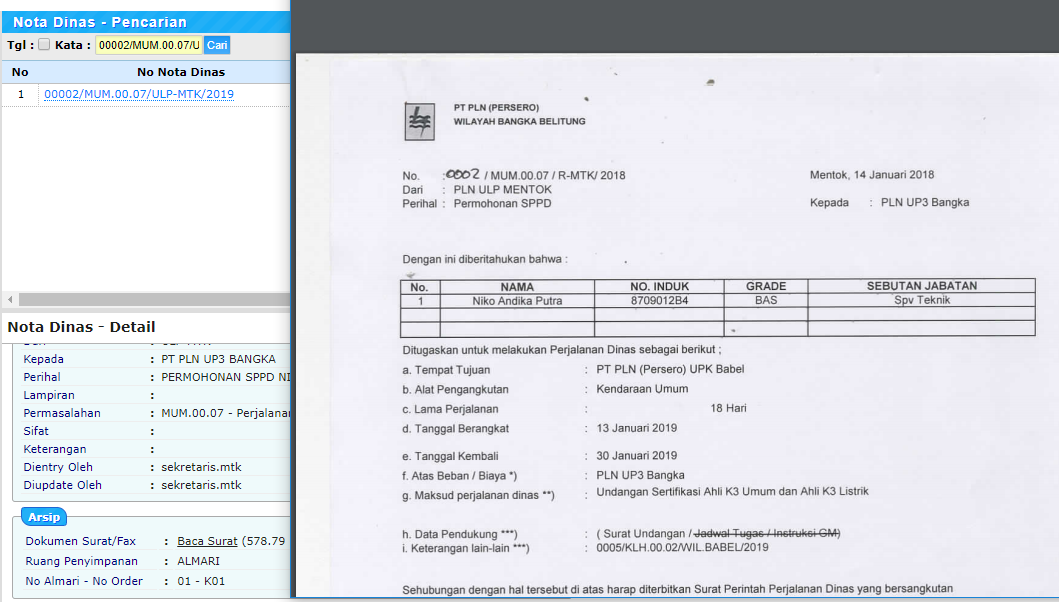 Nota Dinas - Pencarian
Tgl : Kata : 00002/MUM.00.07/U Cari
No No Nota Dinas
1 00002/MUM.00.07/ULP-MTK/2019
Nota Dinas - Detail
Kepada : PT PLN UP3 BANGKA
Perihal : PERMOHONAN SPPD NI
Lampiran :
Permasalahan : MUM.00.07 - Perjalanan
Sifat :
Keterangan :
Dientry Oleh : sekretaris.mtk
Diupdate Oleh : sekretaris.mtk
Arsip
Dokumen Surat/Fax : Baca Surat (578.79
Ruang Penyimpanan : ALMARI
No Almari - No Order : 01 - K01
PT PLN (PERSERO)
WILAYAH BANGKA BELITUNG
No. : 0002 / MUM.00.07 / R-MTK/ 2018
Dari : PLN ULP MENTOK
Perihal : Permohonan SPPD
Mentok, 14 Januari 2018
Kepada : PLN UP3 Bangka
Dengan ini diberitahukan bahwa :
No. NAMA NO. INDUK GRADE SEBUTAN JABATAN
1 Niko Andika Putra 8709012B4 BAS Spv Teknik
Ditugaskan untuk melakukan Perjalanan Dinas sebagai berikut ;
a. Tempat Tujuan : PT PLN (Persero) UPK Babel
b. Alat Pengangkutan : Kendaraan Umum
c. Lama Perjalanan : 18 Hari
d. Tanggal Berangkat : 13 Januari 2019
e. Tanggal Kembali : 30 Januari 2019
f. Atas Beban / Biaya *) : PLN UP3 Bangka
g. Maksud perjalanan dinas **) : Undangan Sertifikasi Ahli K3 Umum dan Ahli K3 Listrik
h. Data Pendukung ***) : ( Surat Undangan / Jadwal Tugas / Instruksi GM)
i. Keterangan lain-lain ***) : 0005/KLH.00.02/WIL.BABEL/2019
Sehubungan dengan hal tersebut di atas harap diterbitkan Surat Perintah Perjalanan Dinas yang bersangkutan